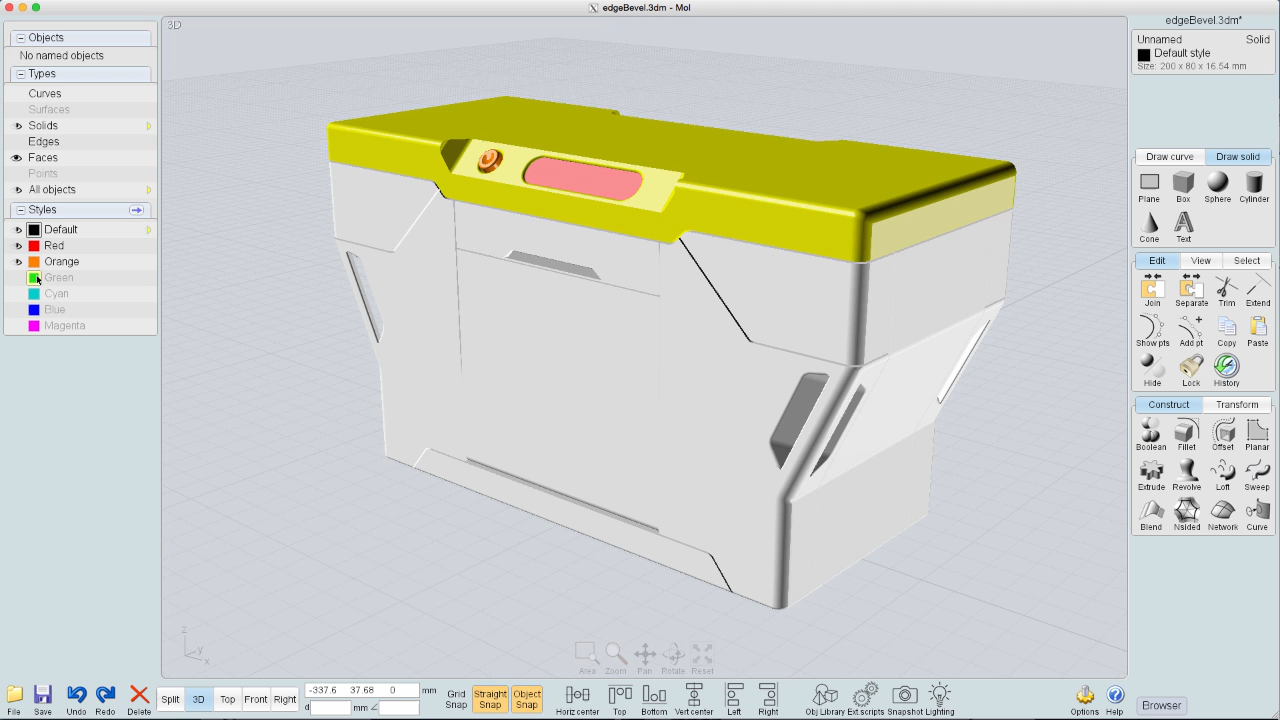 edgeBevel.3dm - MoI
Objects
No named objects
Types
Curves
Surfaces
Solids
Edges
Faces
Points
All objects
Styles
Default
Red
Orange
Green
Cyan
Blue
Magenta
3D
z
y
x
Area Zoom Pan Rotate Reset
edgeBevel.3dm*
Unnamed Solid
Default style
Size: 200 x 80 x 16.54 mm
Draw curve Draw solid
Plane Box Sphere Cylinder
Cone Text
Edit View Select
Join Separate Trim Extend
Show pts Add pt Copy Paste
Hide Lock History
Construct Transform
Boolean Fillet Offset Planar
Extrude Revolve Loft Sweep
Blend Nsided Network Curve
File Save Undo Redo Delete
Split 3D Top Front Right
-337.6 37.68 0 mm
d mm
Grid Snap
Straight Snap
Object Snap
Horiz center Top Bottom Vert center Left Right
Obj Library Ext.scripts Snapshot Lighting
Options Help
Browser